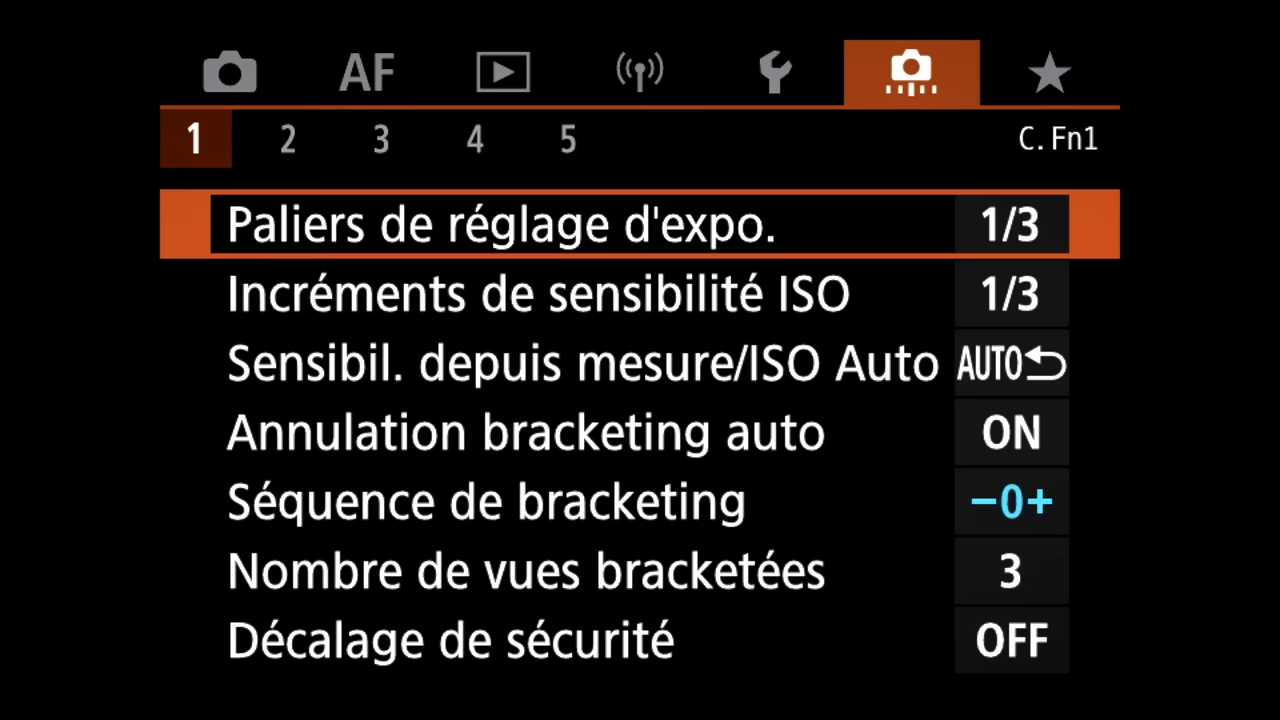 AF
1 2 3 4 5 C.Fn1
Paliers de réglage d'expo. 1/3
Incréments de sensibilité ISO 1/3
Sensibil. depuis mesure/ISO Auto AUTO
Annulation bracketing auto ON
Séquence de bracketing −0+
Nombre de vues bracketées 3
Décalage de sécurité OFF